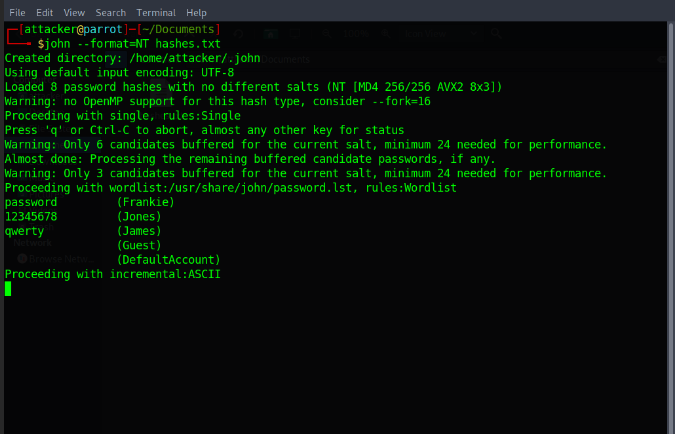 File Edit View Search Terminal Help
┌─[attacker@parrot]─[~/Documents]
└──╼ $john --format=NT hashes.txt
Created directory: /home/attacker/.john
Using default input encoding: UTF-8
Loaded 8 password hashes with no different salts (NT [MD4 256/256 AVX2 8x3])
Warning: no OpenMP support for this hash type, consider --fork=16
Proceeding with single, rules:Single
Press 'q' or Ctrl-C to abort, almost any other key for status
Warning: Only 6 candidates buffered for the current salt, minimum 24 needed for performance.
Almost done: Processing the remaining buffered candidate passwords, if any.
Warning: Only 3 candidates buffered for the current salt, minimum 24 needed for performance.
Proceeding with wordlist:/usr/share/john/password.lst, rules:Wordlist
password         (Frankie)
12345678         (Jones)
qwerty           (James)
                 (Guest)
                 (DefaultAccount)
Proceeding with incremental:ASCII